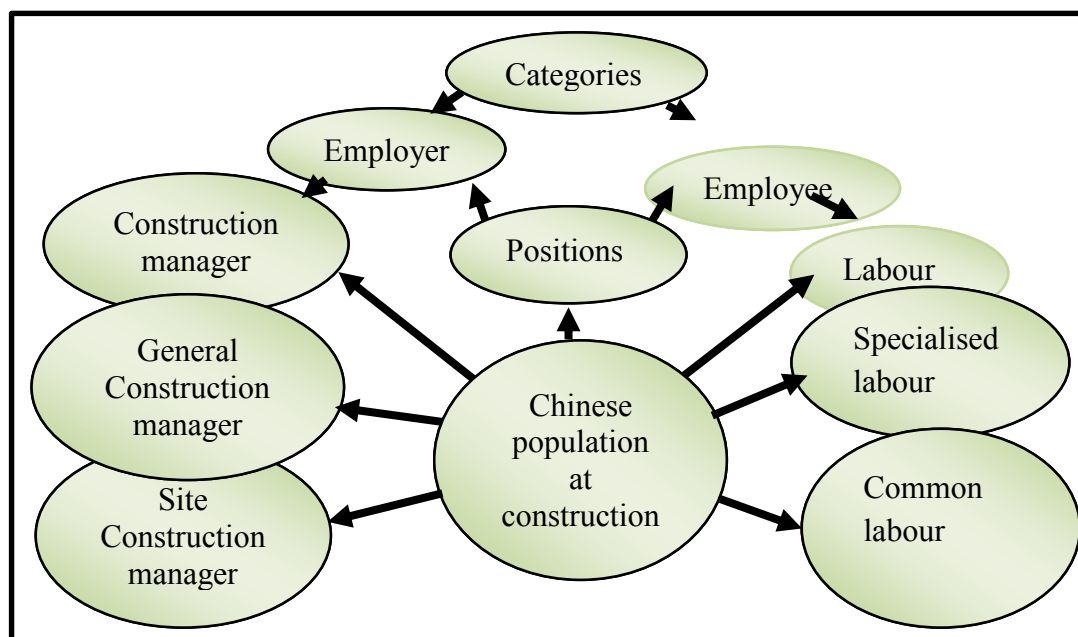 Categories
Employer
Employee
Construction
manager
Positions
Labour
General
Construction
manager
Specialised
labour
Chinese
population
at
construction
Site
Construction
manager
Common
labour